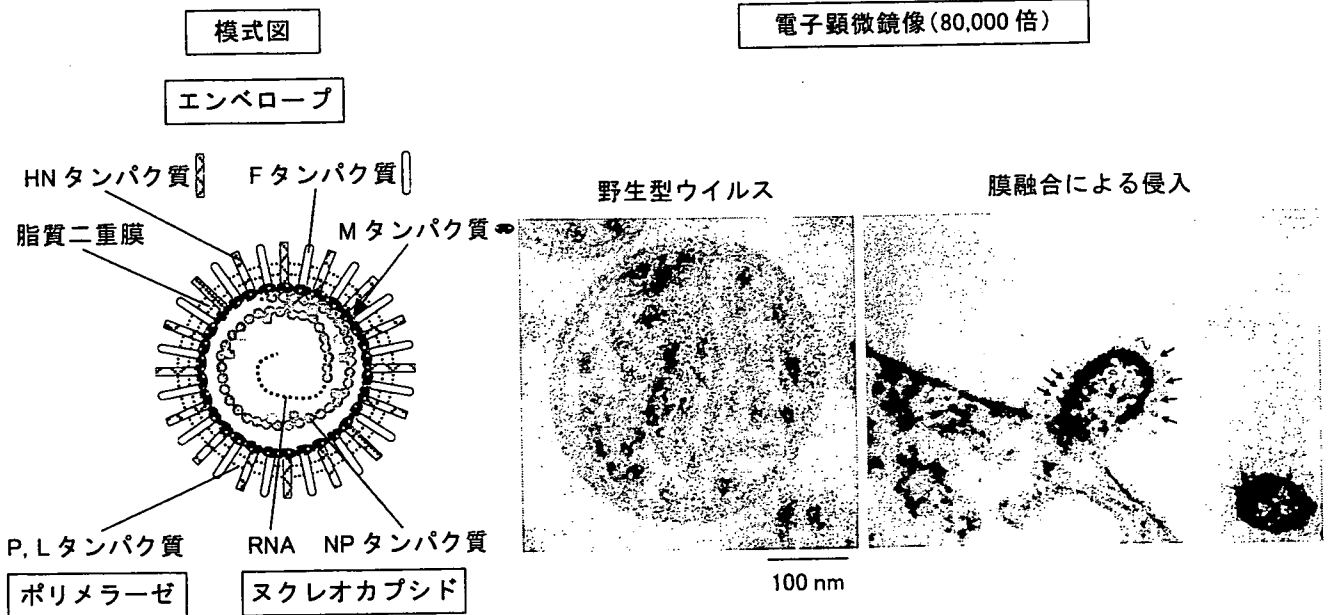 模式図
電子顕微鏡像(80,000倍)
エンベロープ
HNタンパク質
Fタンパク質
脂質二重膜
Mタンパク質
野生型ウイルス
膜融合による侵入
P, Lタンパク質
RNA
NPタンパク質
ポリメラーゼ
ヌクレオカプシド
100 nm